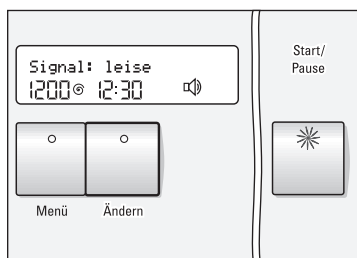 Signal: leise
1200 12:30
Start/
Pause
Menü
Ändern